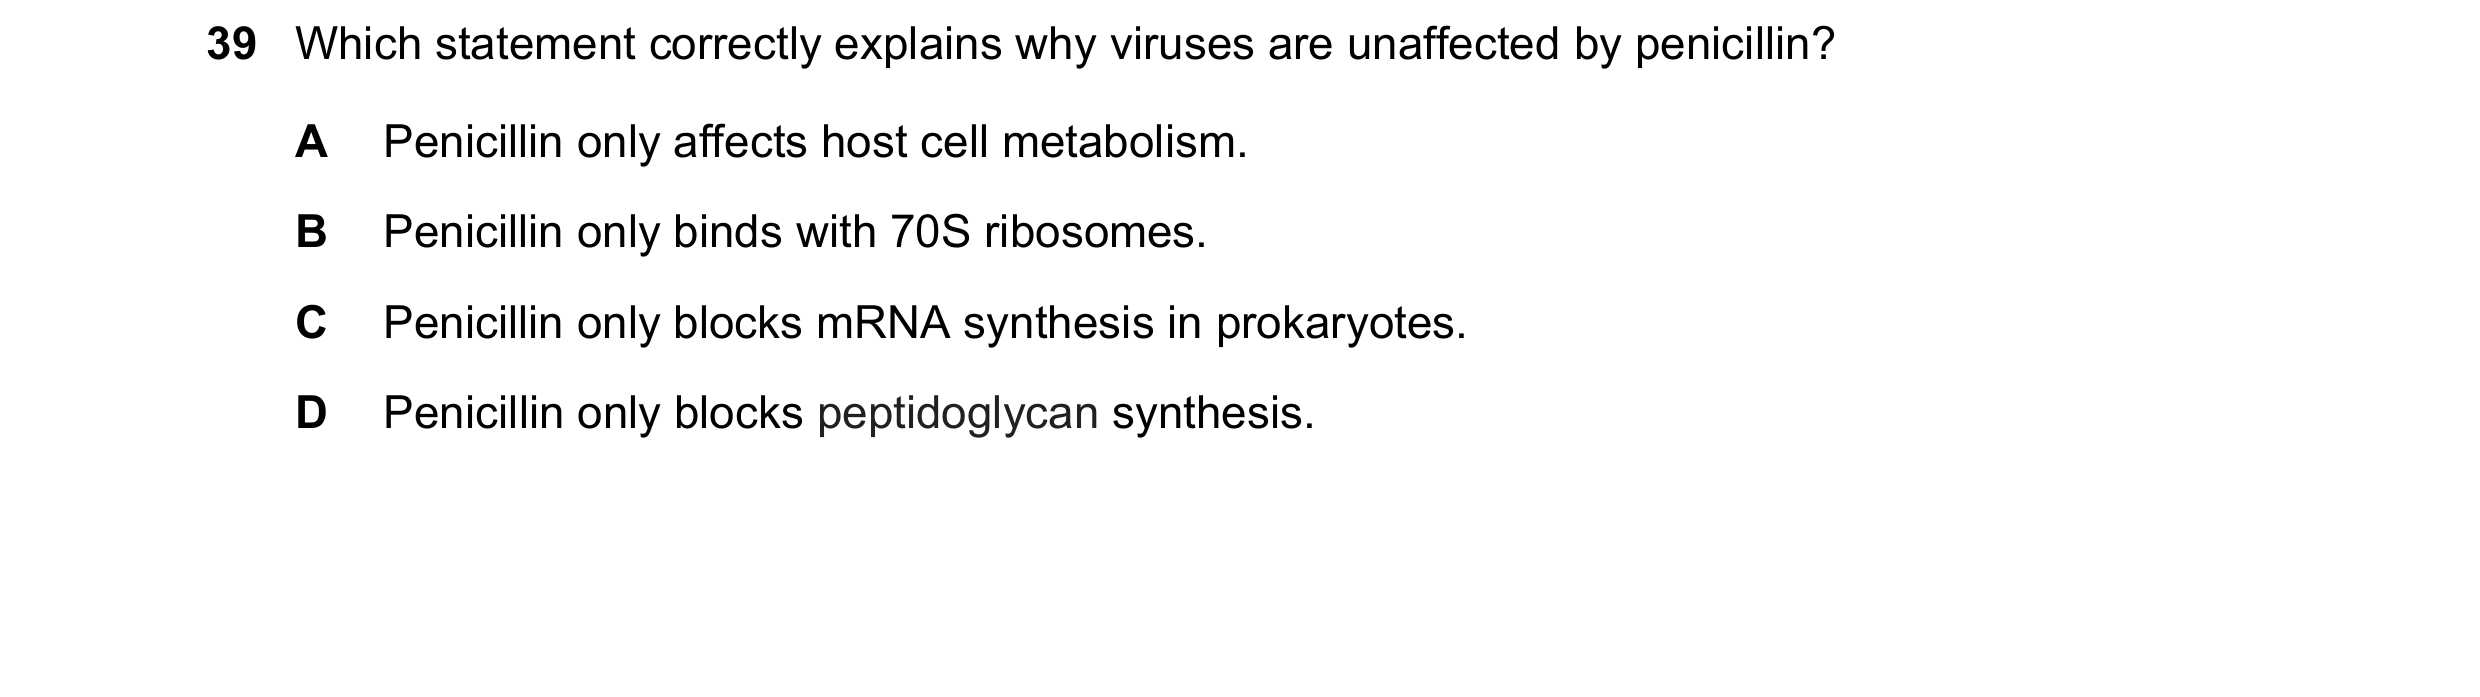 39 Which statement correctly explains why viruses are unaffected by penicillin?
A Penicillin only affects host cell metabolism.
B Penicillin only binds with 70S ribosomes.
C Penicillin only blocks mRNA synthesis in prokaryotes.
D Penicillin only blocks peptidoglycan synthesis.